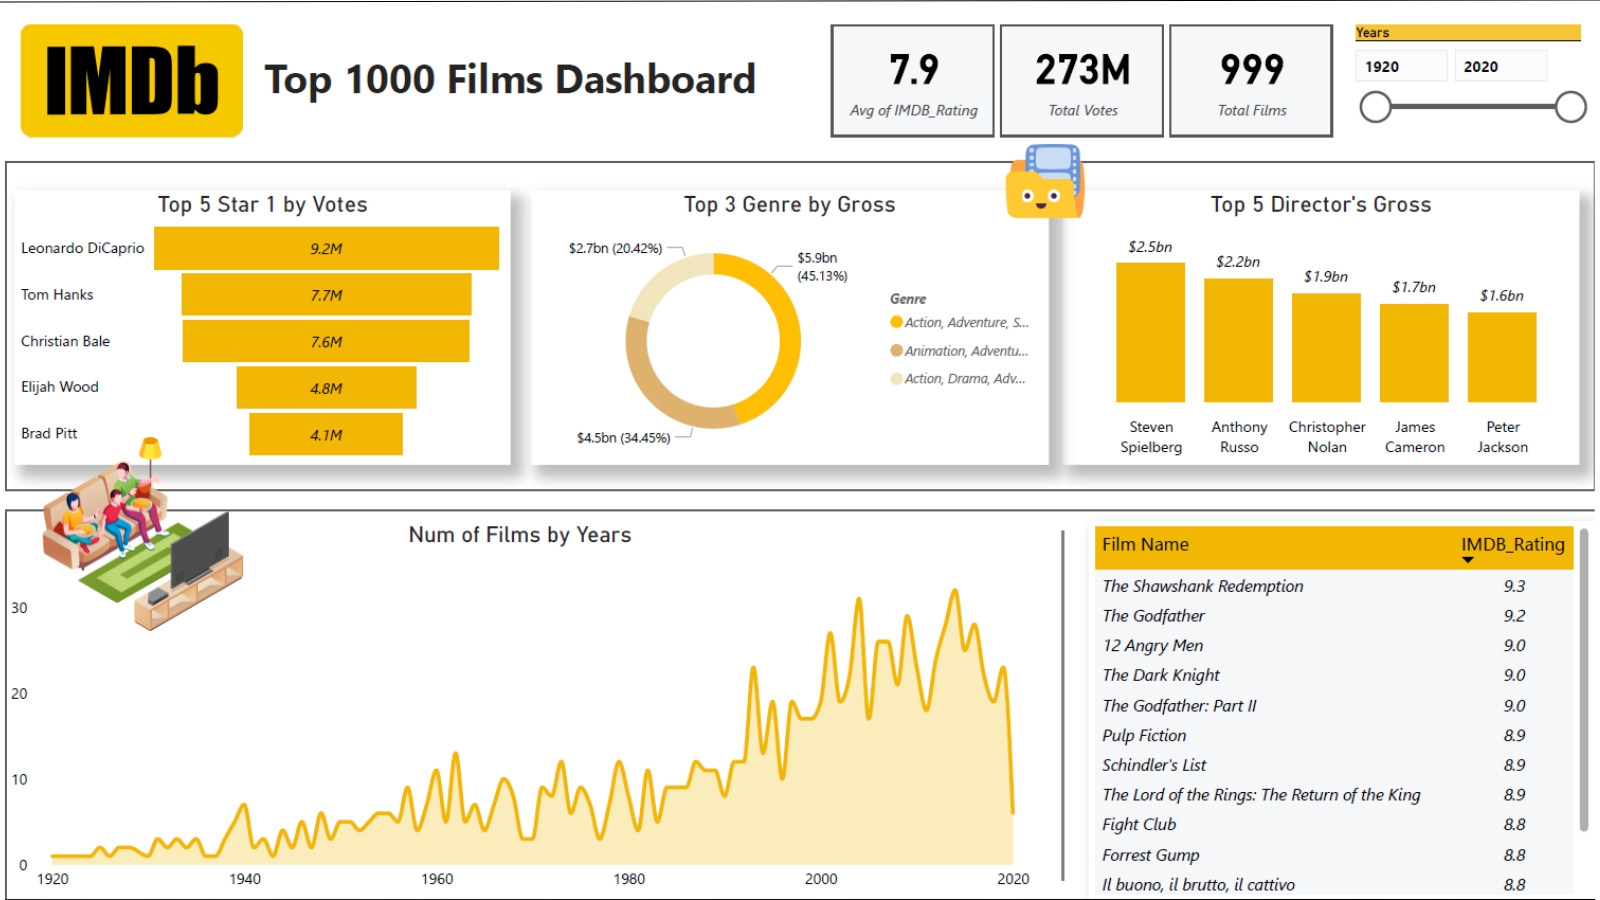 IMDb
Top 1000 Films Dashboard
7.9
Avg of IMDB_Rating
273M
Total Votes
999
Total Films
Years
1920
2020
Top 5 Star 1 by Votes
Leonardo DiCaprio
9.2M
Tom Hanks
7.7M
Christian Bale
7.6M
Elijah Wood
4.8M
Brad Pitt
4.1M
Top 3 Genre by Gross
$2.7bn (20.42%)
$5.9bn
(45.13%)
$4.5bn (34.45%)
Genre
Action, Adventure, S...
Animation, Adventu...
Action, Drama, Adv...
Top 5 Director's Gross
$2.5bn
$2.2bn
$1.9bn
$1.7bn
$1.6bn
Steven
Spielberg
Anthony
Russo
Christopher
Nolan
James
Cameron
Peter
Jackson
Num of Films by Years
30
20
10
0
1920
1940
1960
1980
2000
2020
Film Name IMDB_Rating
The Shawshank Redemption 9.3
The Godfather 9.2
12 Angry Men 9.0
The Dark Knight 9.0
The Godfather: Part II 9.0
Pulp Fiction 8.9
Schindler's List 8.9
The Lord of the Rings: The Return of the King 8.9
Fight Club 8.8
Forrest Gump 8.8
Il buono, il brutto, il cattivo 8.8